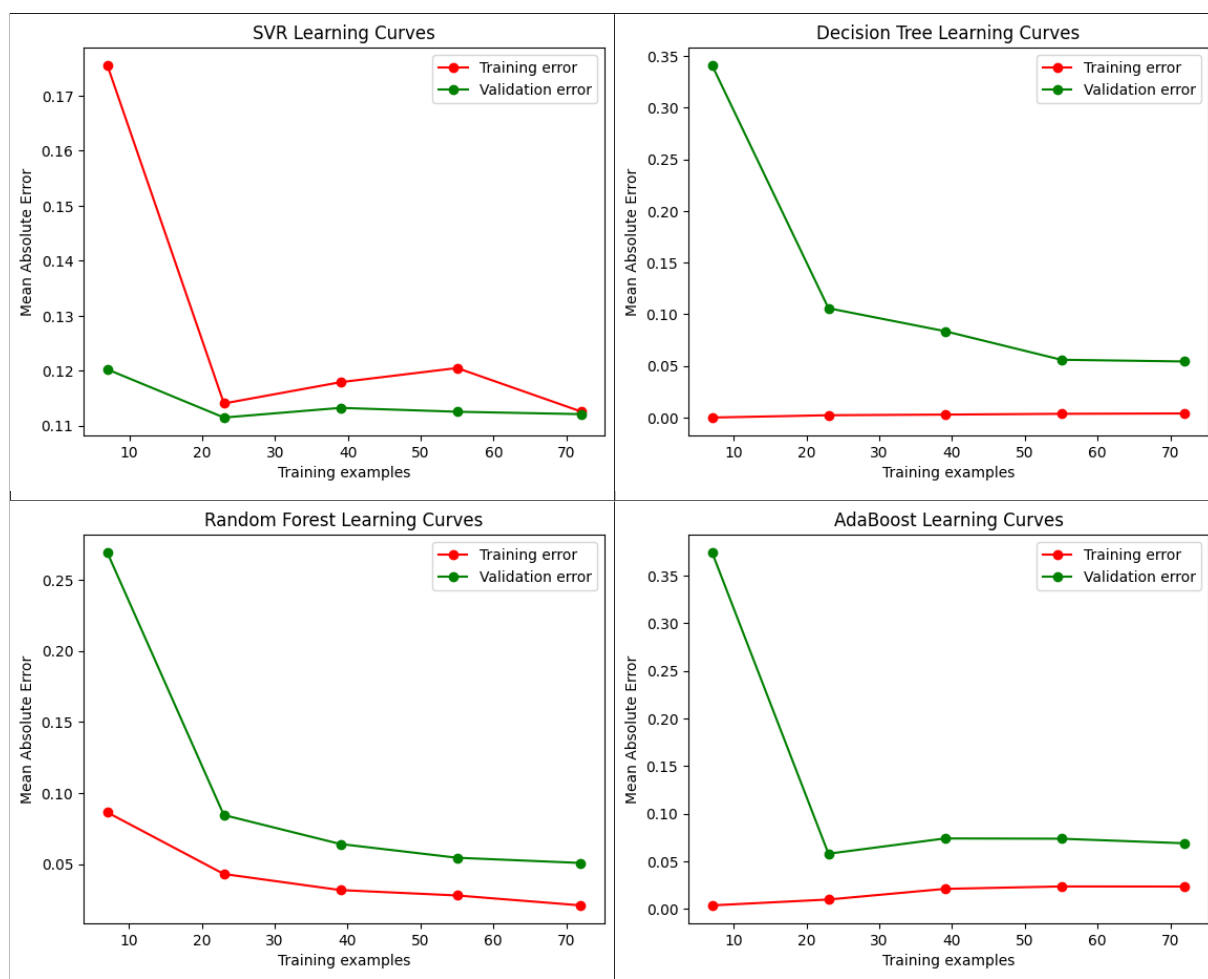 SVR Learning Curves
Training error
Validation error
Mean Absolute Error
0.17
0.16
0.15
0.14
0.13
0.12
0.11
10 20 30 40 50 60 70
Training examples
Decision Tree Learning Curves
Training error
Validation error
Mean Absolute Error
0.35
0.30
0.25
0.20
0.15
0.10
0.05
0.00
10 20 30 40 50 60 70
Training examples
Random Forest Learning Curves
Training error
Validation error
Mean Absolute Error
0.25
0.20
0.15
0.10
0.05
10 20 30 40 50 60 70
Training examples
AdaBoost Learning Curves
Training error
Validation error
Mean Absolute Error
0.35
0.30
0.25
0.20
0.15
0.10
0.05
0.00
10 20 30 40 50 60 70
Training examples